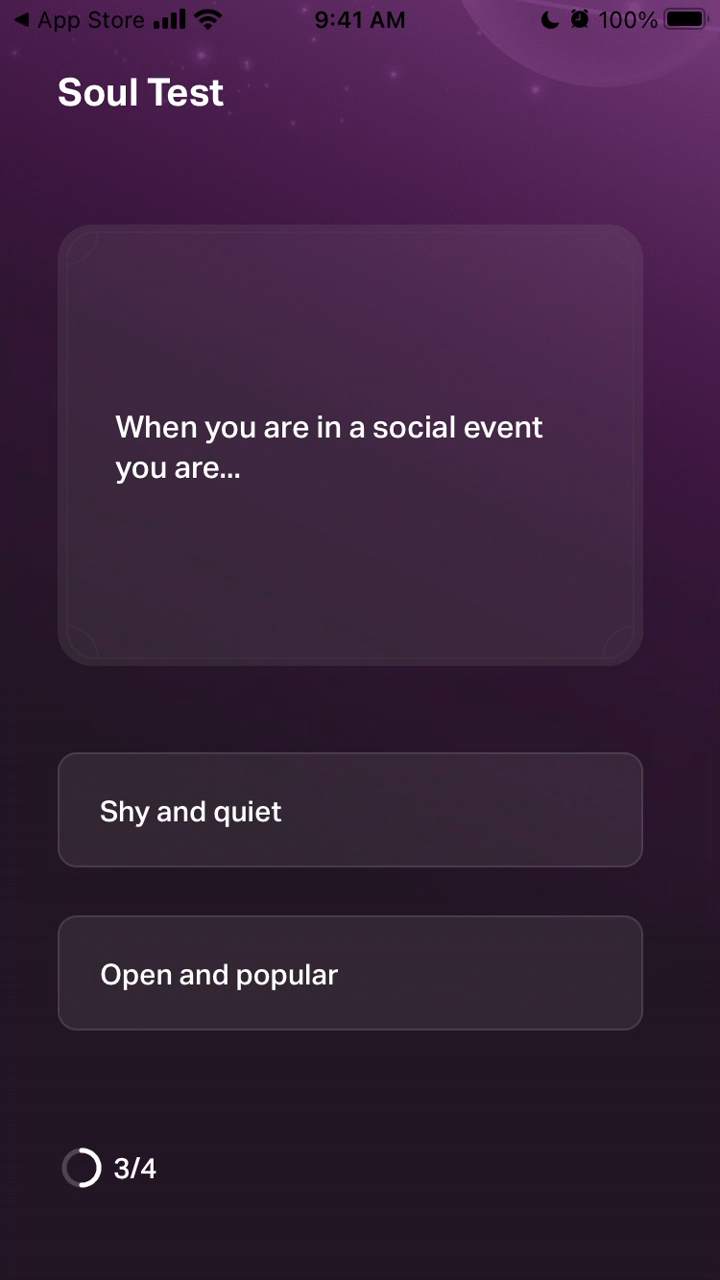 App Store 9:41 AM 100%
Soul Test
When you are in a social event
you are...
Shy and quiet
Open and popular
3/4